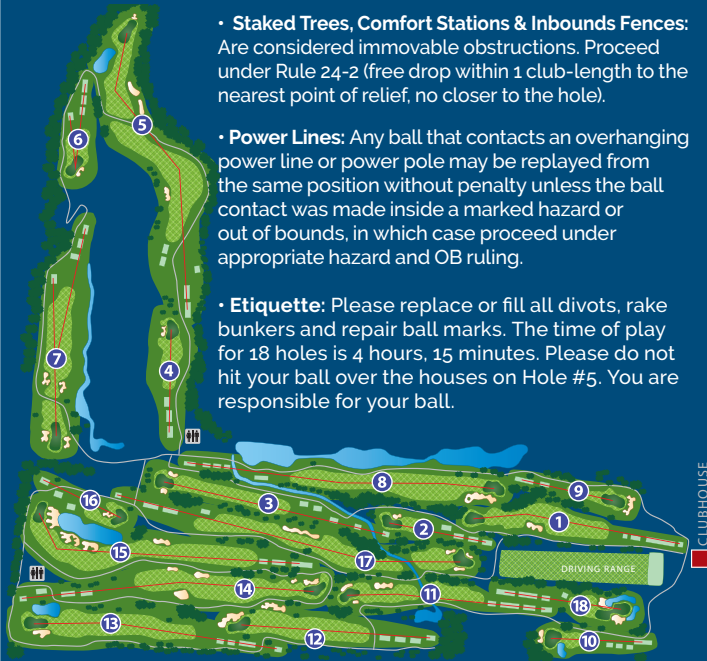 • Staked Trees, Comfort Stations & Inbounds Fences:
Are considered immovable obstructions. Proceed
under Rule 24-2 (free drop within 1 club-length to the
nearest point of relief, no closer to the hole).
• Power Lines: Any ball that contacts an overhanging
power line or power pole may be replayed from
the same position without penalty unless the ball
contact was made inside a marked hazard or
out of bounds, in which case proceed under
appropriate hazard and OB ruling.
• Etiquette: Please replace or fill all divots, rake
bunkers and repair ball marks. The time of play
for 18 holes is 4 hours, 15 minutes. Please do not
hit your ball over the houses on Hole #5. You are
responsible for your ball.
5
6
7
4
8
9
16
3
2
1
15
17
DRIVING RANGE
CLUBHOUSE
14
11
18
13
12
10